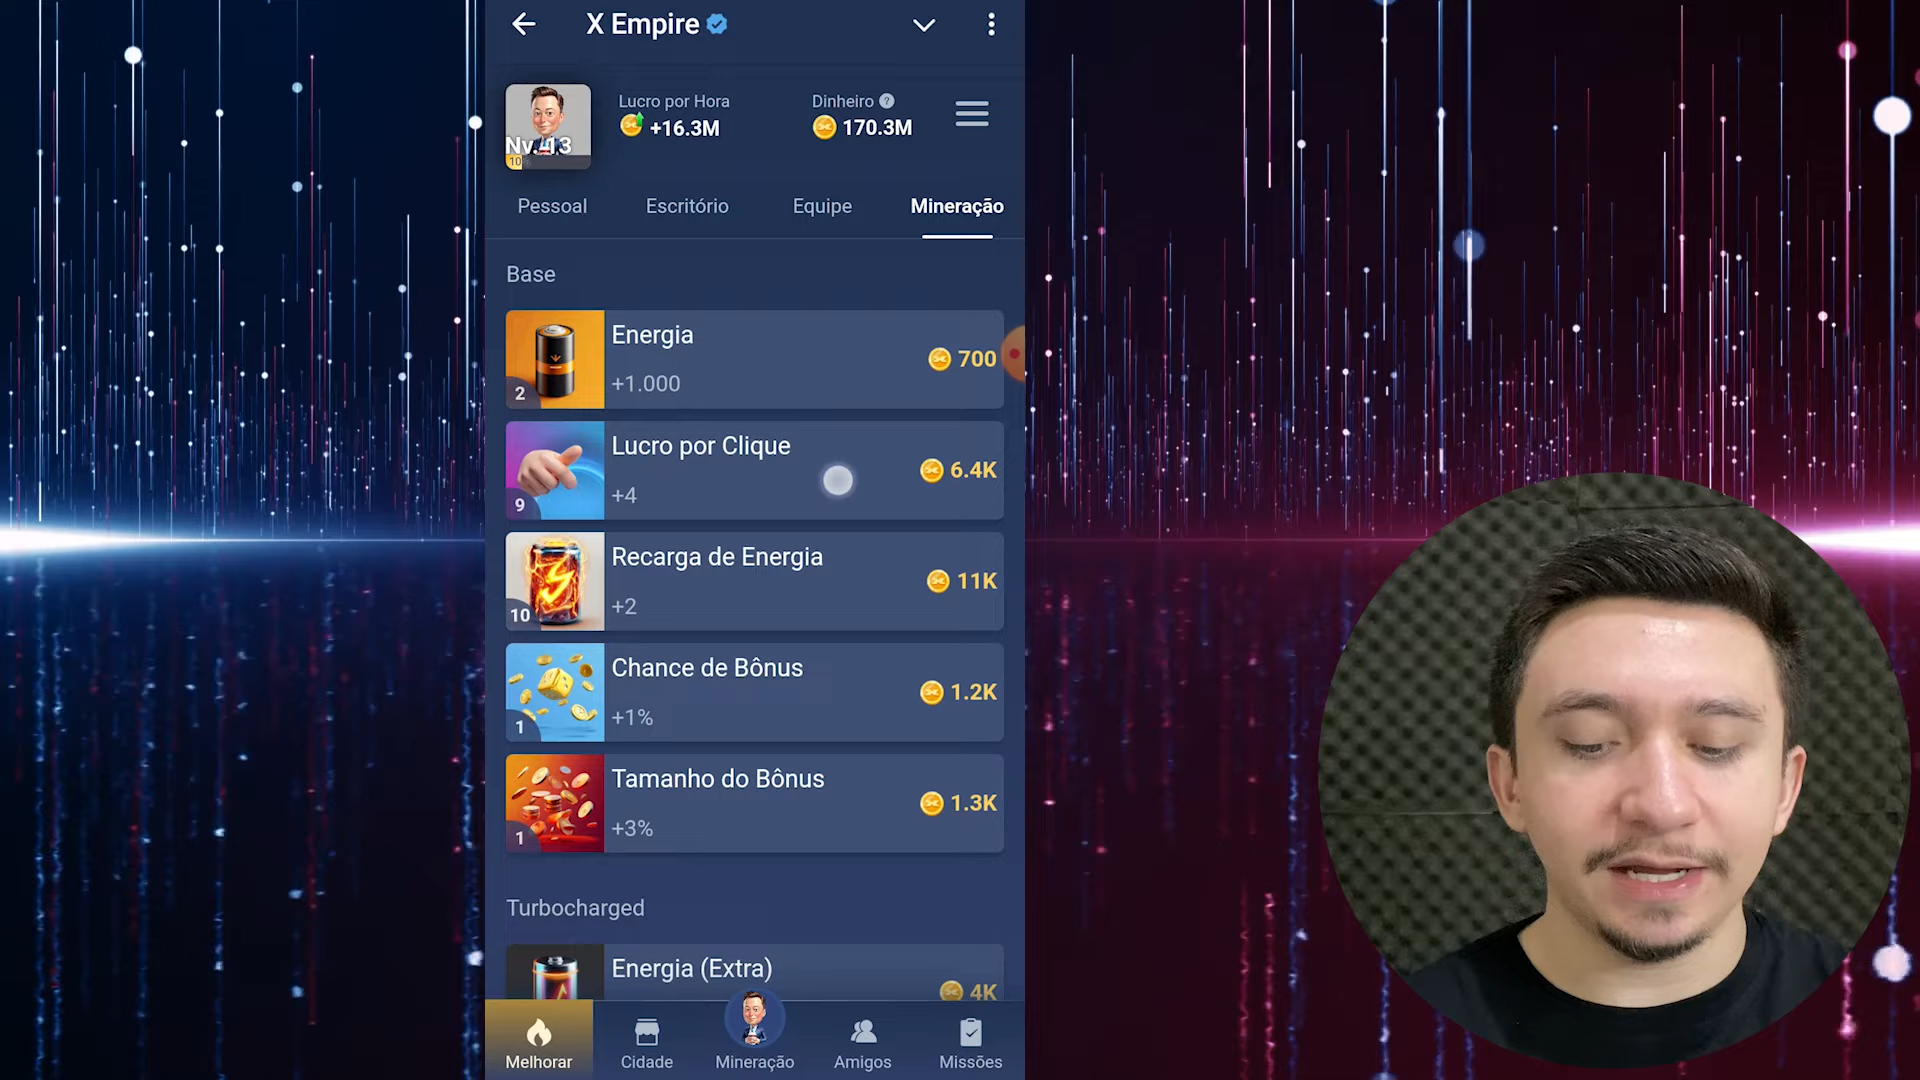 X Empire
Lucro por Hora
+16.3M
Dinheiro ?
170.3M
Nv. 13
10
Pessoal
Escritório
Equipe
Mineração
Base
Energia
+1.000
2
700
Lucro por Clique
+4
9
6.4K
Recarga de Energia
+2
10
11K
Chance de Bônus
+1%
1
1.2K
Tamanho do Bônus
+3%
1
1.3K
Turbocharged
Energia (Extra)
4K
Melhorar
Cidade
Mineração
Amigos
Missões